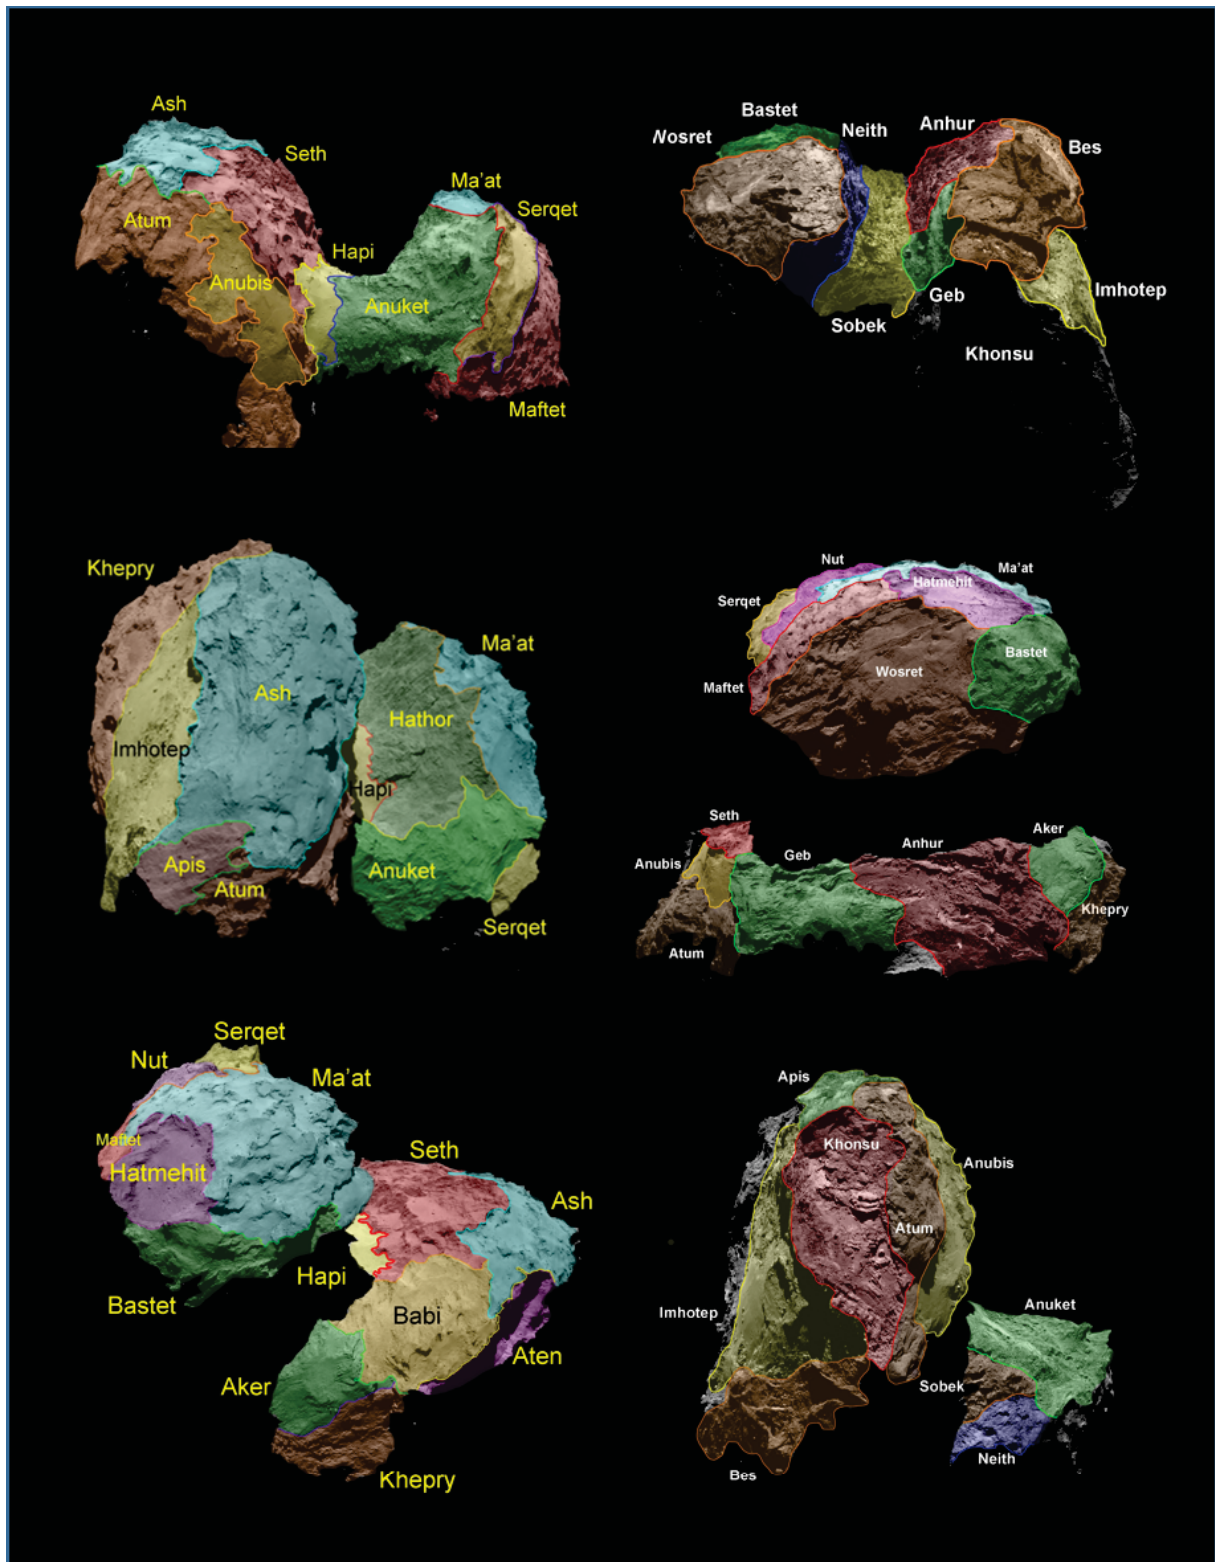 Ash
Seth
Ma'at
Serqet
Atum
Hapi
Anubis
Anuket
Maftet
Bastet
Wosret
Neith
Anhur
Bes
Imhotep
Geb
Sobek
Khonsu
Khepry
Ma'at
Ash
Hathor
Imhotep
Hapi
Apis
Anuket
Atum
Serqet
Nut
Ma'at
Hatmehit
Serqet
Bastet
Wosret
Maftet
Seth
Aker
Anhur
Geb
Anubis
Khepry
Atum
Serqet
Nut
Ma'at
Maftet
Seth
Hatmehit
Ash
Hapi
Bastet
Babi
Aten
Aker
Khepry
Apis
Khonsu
Anubis
Atum
Anuket
Imhotep
Sobek
Neith
Bes